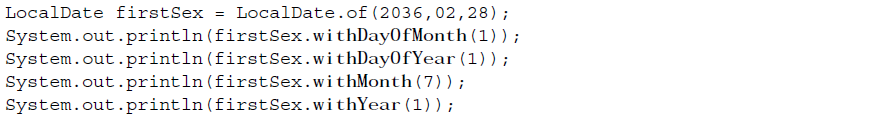 LocalDate firstSex = LocalDate.of(2036,02,28);
System.out.println(firstSex.withDayOfMonth(1));
System.out.println(firstSex.withDayOfYear(1));
System.out.println(firstSex.withMonth(7));
System.out.println(firstSex.withYear(1));